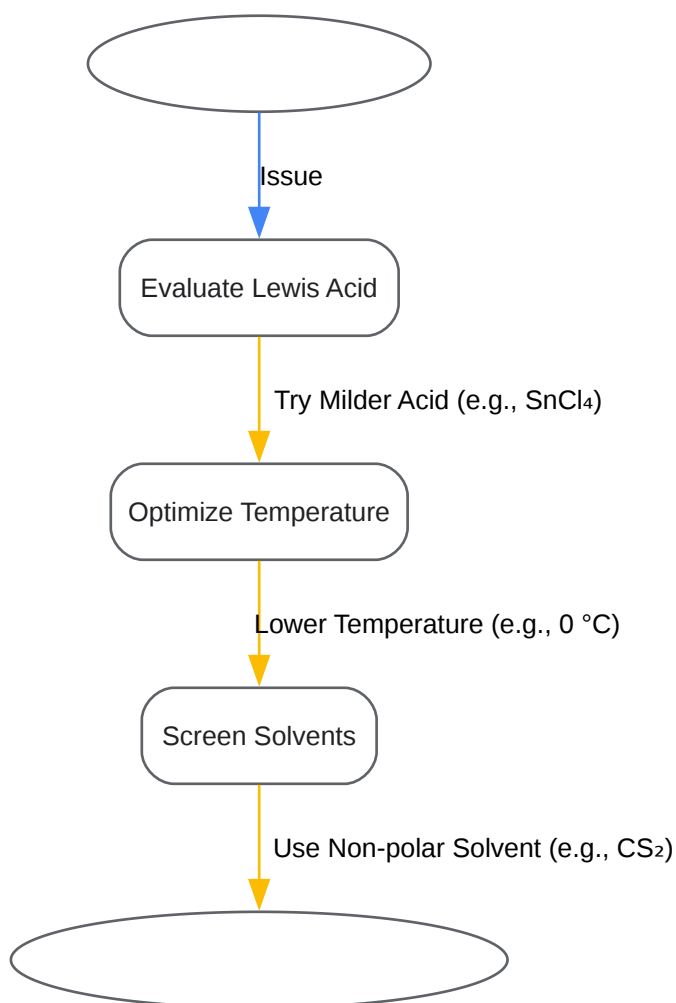 Issue
Evaluate Lewis Acid
Try Milder Acid (e.g., SnCl₄)
Optimize Temperature
Lower Temperature (e.g., 0 °C)
Screen Solvents
Use Non-polar Solvent (e.g., CS₂)